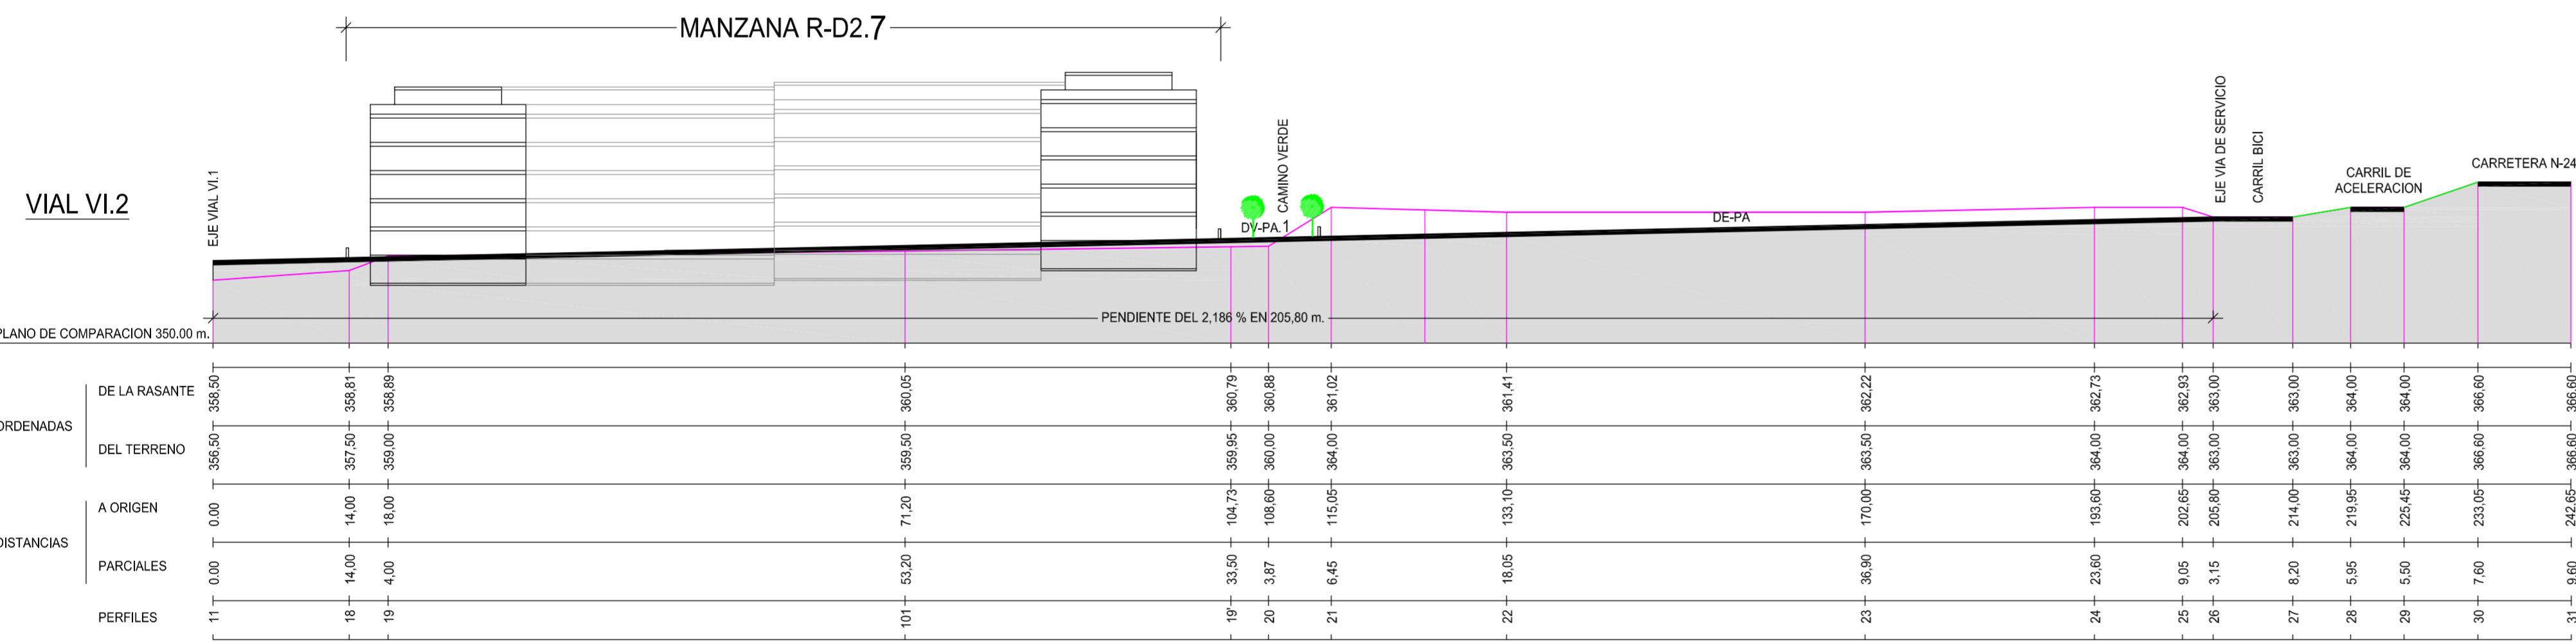 MANZANA R-D2.7
VIAL VI.2
EJE VIAL VI.1
DV-PA.1
CAMINO VERDE
DE-PA
EJE VIA DE SERVICIO
CARRIL BICI
CARRIL DE
ACELERACION
CARRETERA N-24
PENDIENTE DEL 2,186 % EN 205,80 m.
PLANO DE COMPARACION 350.00 m.
ORDENADAS
DE LA RASANTE 358,50 358,81 358,89 360,05 360,79 360,88 361,02 361,41 362,22 362,73 362,93 363,00 363,00 364,00 364,00 366,60 366,60
DEL TERRENO 356,50 357,50 359,00 359,50 359,95 360,00 364,00 363,50 363,50 364,00 364,00 363,00 363,00 364,00 364,00 366,60 366,60
DISTANCIAS
A ORIGEN 0.00 14,00 18,00 71,20 104,73 108,60 115,05 133,10 170,00 193,60 202,65 205,80 214,00 219,95 225,45 233,05 242,65
PARCIALES 0.00 14,00 4,00 53,20 33,50 3.87 6,45 18,05 36,90 23,60 9,05 3,15 8,20 5,95 5,50 7,60 9,60
PERFILES 11 18 19 101 19' 20 21 22 23 24 25 26 27 28 29 30 31